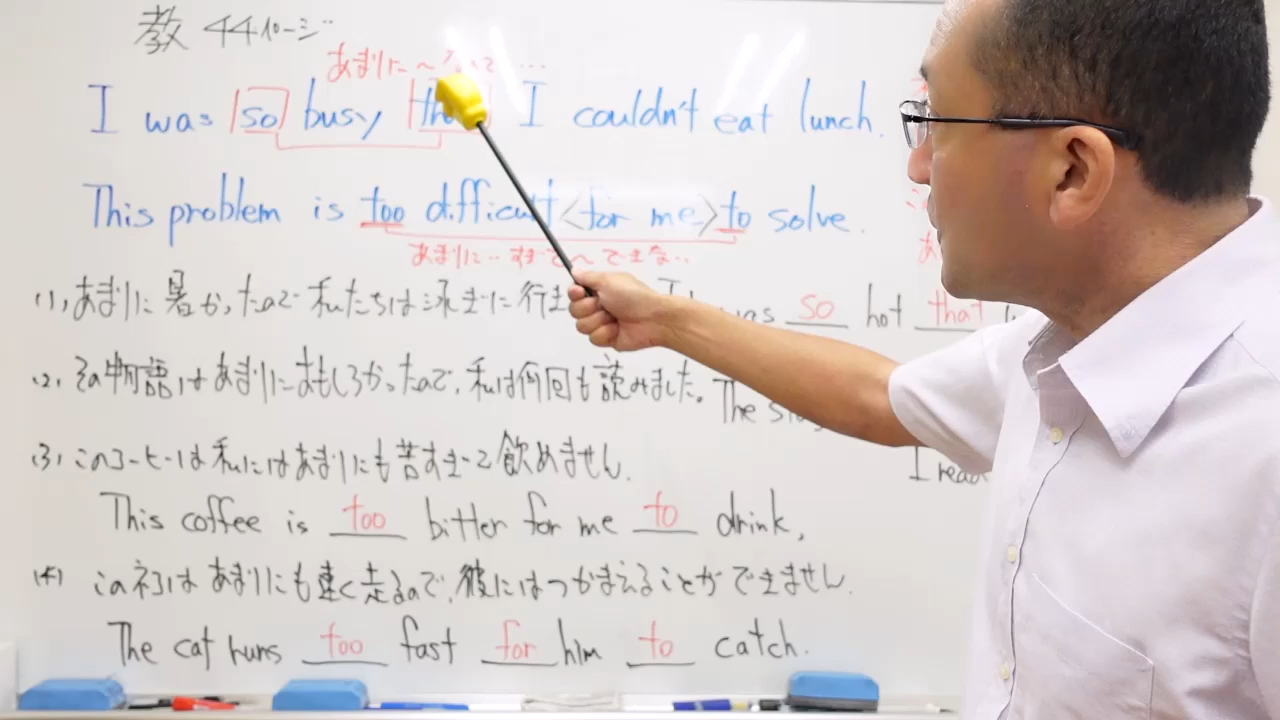 教 44ページ
あまりに〜なので…
I was so busy th I couldn't eat lunch.
This problem is too difficult <for me> to solve.
あまりに‥すぎて〜できな‥
(1) あまりに暑かったので私たちは泳ぎに行 was so hot that
(2) その物語はあまりにおもしろかったので、私は何回も読みました。 The
I read
(3) このコーヒーは私にはあまりにも苦すぎて飲めません.
This coffee is too bitter for me to drink.
(4) このネコはあまりにも速く走るので、彼にはつかまえることができません.
The cat runs too fast for him to catch.